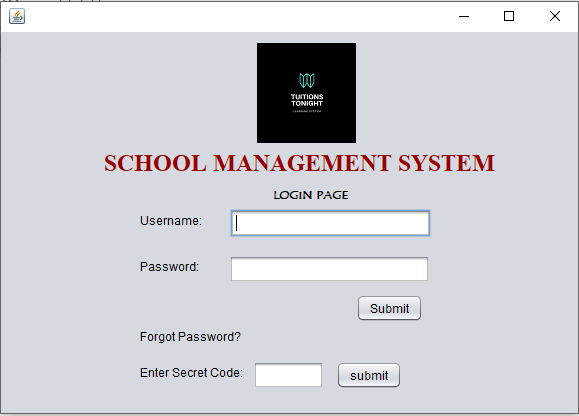 TUITIONS
TONIGHT
LEARNING SYSTEM
SCHOOL MANAGEMENT SYSTEM
LOGIN PAGE
Username:
Password:
Submit
Forgot Password?
Enter Secret Code: submit